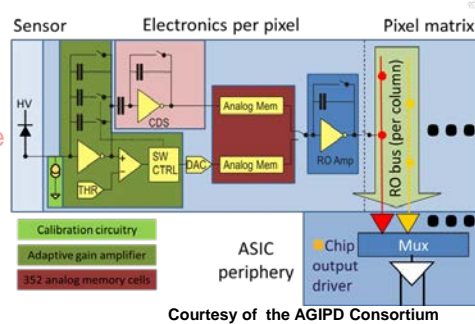 Sensor Electronics per pixel Pixel matrix
HV
CDS
THR
SW
CTRL
DAC
Analog Mem
Analog Mem
RO Amp
RO bus (per column)
Calibration circuitry
Adaptive gain amplifier
352 analog memory cells
ASIC
periphery
Chip
output
driver
Mux
Courtesy of the AGIPD Consortium